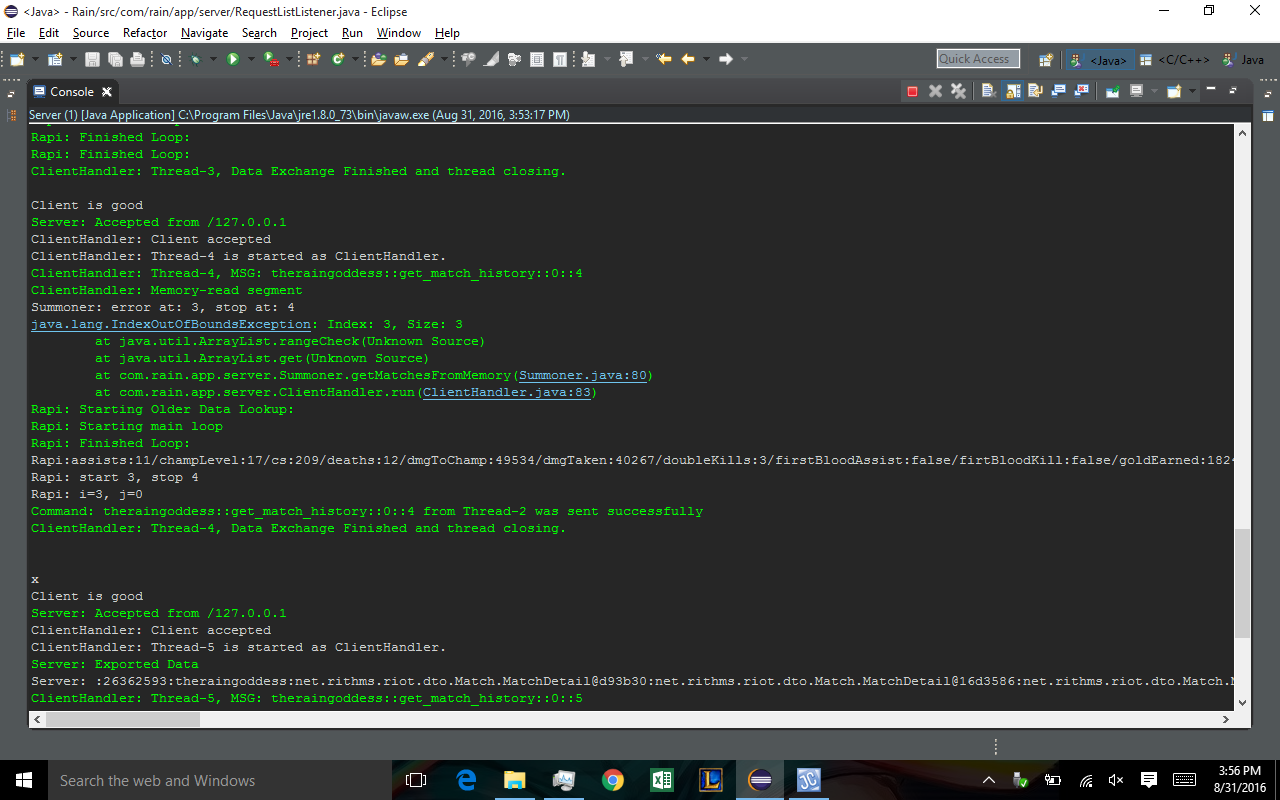 <Java> - Rain/src/com/rain/app/server/RequestListListener.java - Eclipse
File Edit Source Refactor Navigate Search Project Run Window Help
Quick Access <Java> <C/C++> Java
Console
Server (1) [Java Application] C:\Program Files\Java\jre1.8.0_73\bin\javaw.exe (Aug 31, 2016, 3:53:17 PM)
Rapi: Finished Loop:
Rapi: Finished Loop:
ClientHandler: Thread-3, Data Exchange Finished and thread closing.
Client is good
Server: Accepted from /127.0.0.1
ClientHandler: Client accepted
ClientHandler: Thread-4 is started as ClientHandler.
ClientHandler: Thread-4, MSG: theraingoddess::get_match_history::0::4
ClientHandler: Memory-read segment
Summoner: error at: 3, stop at: 4
java.lang.IndexOutOfBoundsException: Index: 3, Size: 3
at java.util.ArrayList.rangeCheck(Unknown Source)
at java.util.ArrayList.get(Unknown Source)
at com.rain.app.server.Summoner.getMatchesFromMemory(Summoner.java:80)
at com.rain.app.server.ClientHandler.run(ClientHandler.java:83)
Rapi: Starting Older Data Lookup:
Rapi: Starting main loop
Rapi: Finished Loop:
Rapi:assists:11/champLevel:17/cs:209/deaths:12/dmgToChamp:49534/dmgTaken:40267/doubleKills:3/firstBloodAssist:false/firtBloodKill:false/goldEarned:182
Rapi: start 3, stop 4
Rapi: i=3, j=0
Command: theraingoddess::get_match_history::0::4 from Thread-2 was sent successfully
ClientHandler: Thread-4, Data Exchange Finished and thread closing.
x
Client is good
Server: Accepted from /127.0.0.1
ClientHandler: Client accepted
ClientHandler: Thread-5 is started as ClientHandler.
Server: Exported Data
Server: :26362593:theraingoddess:net.rithms.riot.dto.Match.MatchDetail@d93b30:net.rithms.riot.dto.Match.MatchDetail@16d3586:net.rithms.riot.dto.Match.
ClientHandler: Thread-5, MSG: theraingoddess::get_match_history::0::5
Search the web and Windows
3:56 PM
8/31/2016